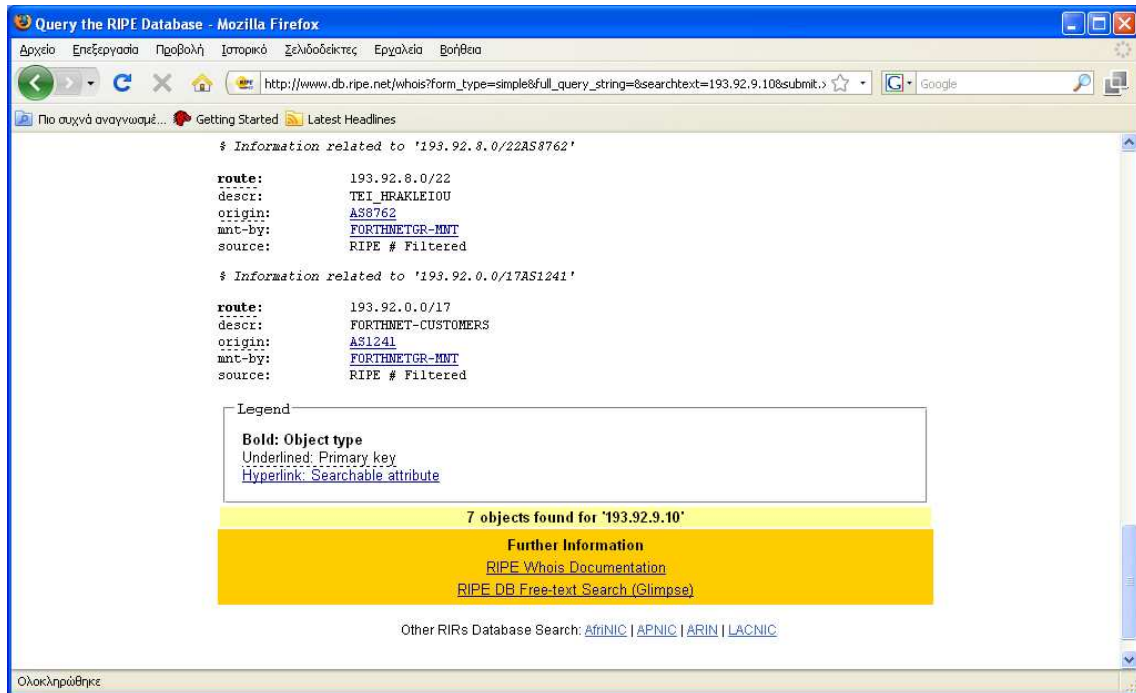 Query the RIPE Database - Mozilla Firefox
Αρχείο Επεξεργασία Προβολή Ιστορικό Σελιδοδείκτες Εργαλεία Βοήθεια
http://www.db.ripe.net/whois?form_type=simple&full_query_string=&searchtext=193.92.9.10&submit.x
G Google
Πιο συχνά αναγνωσμέ... Getting Started Latest Headlines
% Information related to '193.92.8.0/22AS8762'
route: 193.92.8.0/22
descr: TEI_HRAKLEIOU
origin: AS8762
mnt-by: FORTHNETGR-MNT
source: RIPE # Filtered
% Information related to '193.92.0.0/17AS1241'
route: 193.92.0.0/17
descr: FORTHNET-CUSTOMERS
origin: AS1241
mnt-by: FORTHNETGR-MNT
source: RIPE # Filtered
Legend
Bold: Object type
Underlined: Primary key
Hyperlink: Searchable attribute
7 objects found for '193.92.9.10'
Further Information
RIPE Whois Documentation
RIPE DB Free-text Search (Glimpse)
Other RIRs Database Search: AfriNIC | APNIC | ARIN | LACNIC
Ολοκληρώθηκε